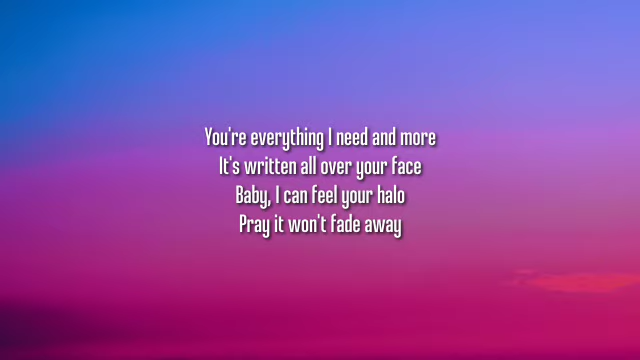 You're everything I need and more
It's written all over your face
Baby, I can feel your halo
Pray it won't fade away